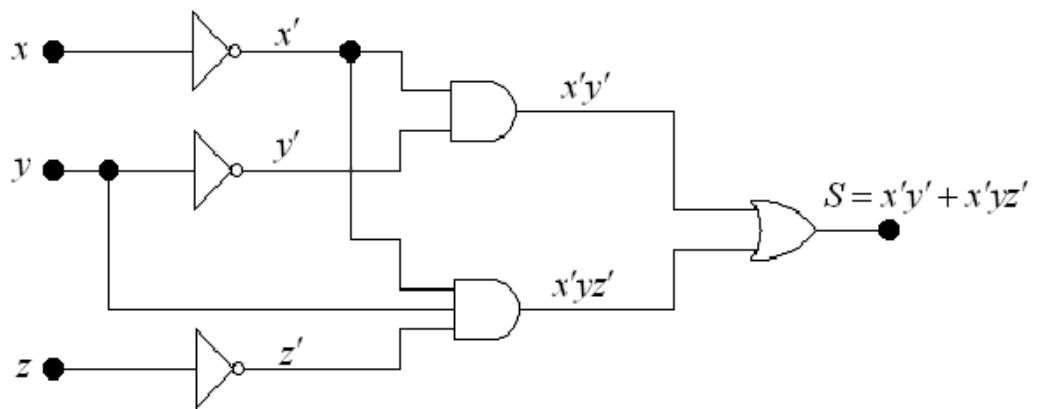 x
x′
x′y′
y
y′
S = x′y′ + x′yz′
x′yz′
z
z′